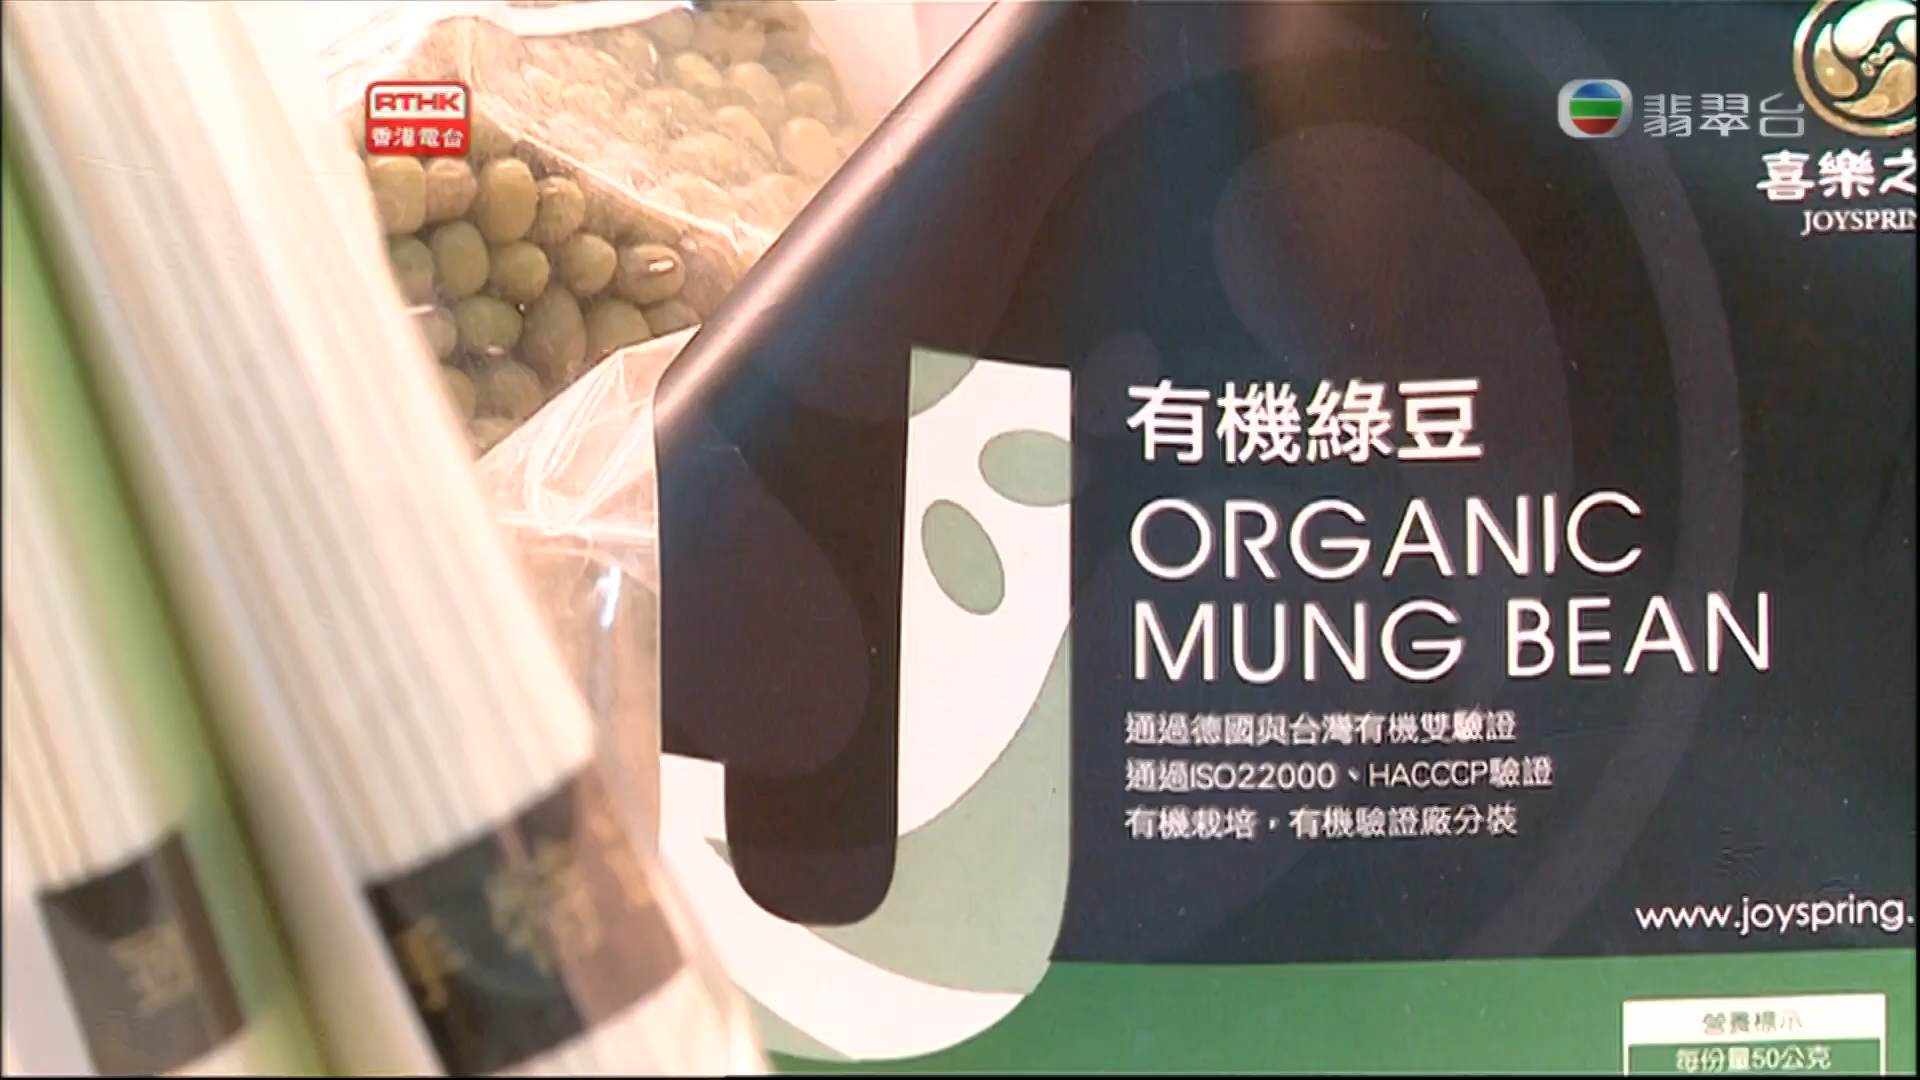 RTHK
香港電台
翡翠台
喜樂之
JOYSPRIN
有機綠豆
ORGANIC
MUNG BEAN
通過德國與台灣有機雙驗證
通過ISO22000、HACCCP驗證
有機栽培，有機驗證廠分裝
www.joyspring.
營養標示
每份量50公克